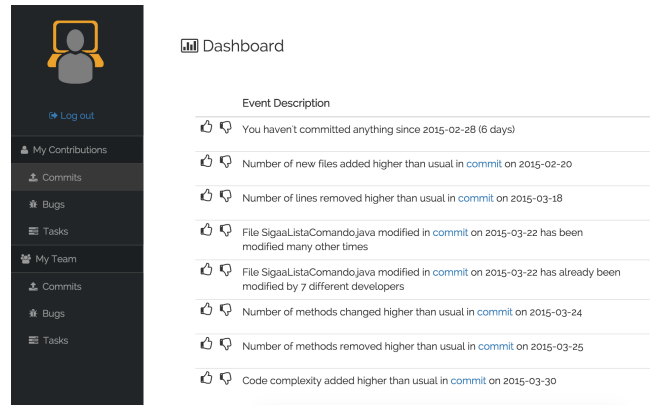 Log out
My Contributions
Commits
Bugs
Tasks
My Team
Commits
Bugs
Tasks
Dashboard
Event Description
You haven't committed anything since 2015-02-28 (6 days)
Number of new files added higher than usual in commit on 2015-02-20
Number of lines removed higher than usual in commit on 2015-03-18
File SigaaListaComando.java modified in commit on 2015-03-22 has been
modified many other times
File SigaaListaComando.java modified in commit on 2015-03-22 has already been
modified by 7 different developers
Number of methods changed higher than usual in commit on 2015-03-24
Number of methods removed higher than usual in commit on 2015-03-25
Code complexity added higher than usual in commit on 2015-03-30